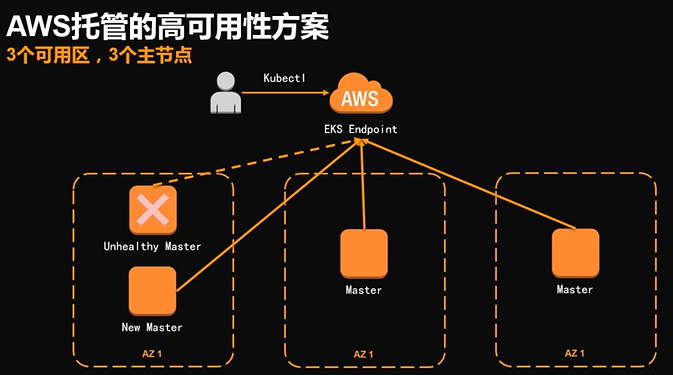 AWS托管的高可用性方案
3个可用区，3个主节点
Kubectl
AWS
EKS Endpoint
Unhealthy Master
New Master
AZ 1
Master
AZ 1
Master
AZ 1